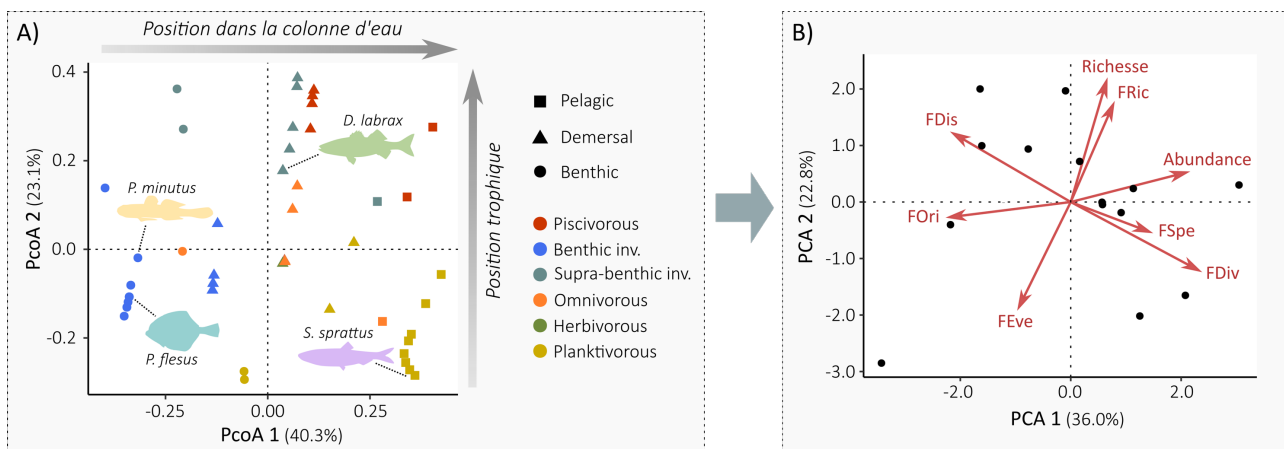 A)
Position dans la colonne d'eau
PcoA 2 (23.1%)
0.4
0.2
0.0
-0.2
D. labrax
P. minutus
P. flesus
S. sprattus
-0.25
0.00
0.25
PcoA 1 (40.3%)
Position trophique
Pelagic
Demersal
Benthic
Piscivorous
Benthic inv.
Supra-benthic inv.
Omnivorous
Herbivorous
Planktivorous
B)
PCA 2 (22.8%)
2.0
1.0
0.0
-1.0
-2.0
-3.0
Richesse
FRic
FDis
Abundance
FOri
FSpe
FDiv
FEve
-2.0
0.0
2.0
PCA 1 (36.0%)